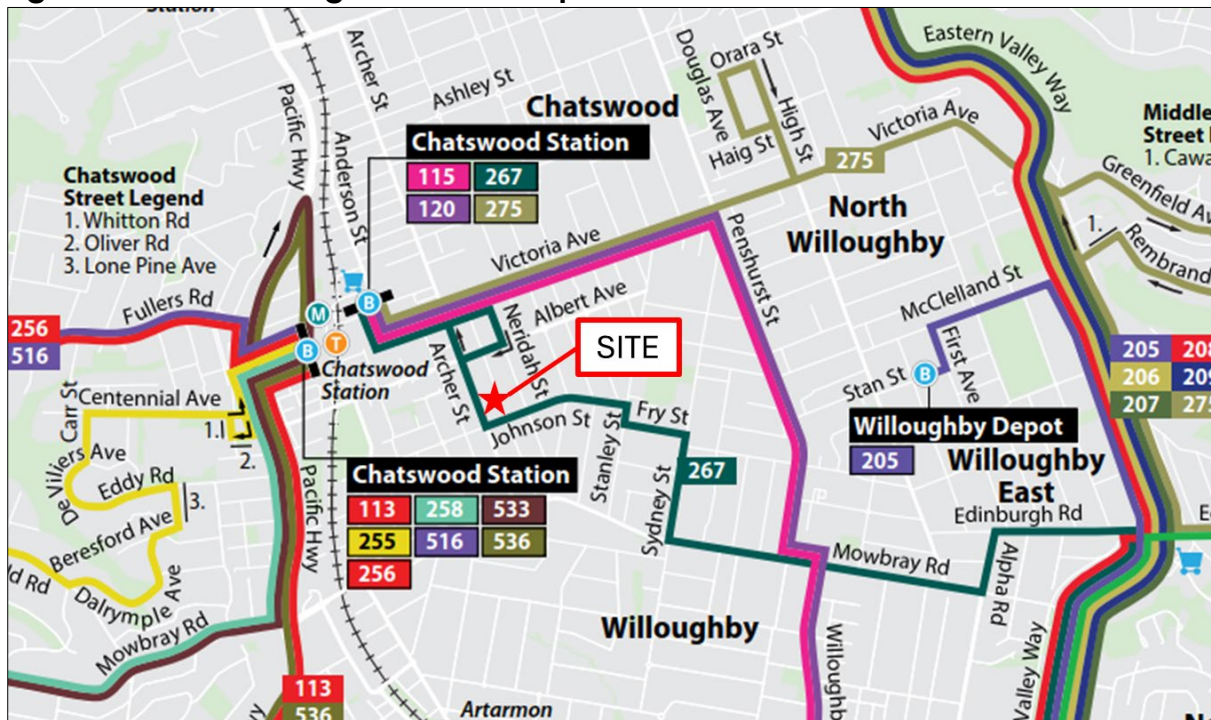 Station
Archer St
Ashley St
Pacific Hwy
Anderson St
Chatswood
Chatswood Station
115 267
120 275
Douglas Ave
Orara St
High St
Haig St
Victoria Ave
275
Eastern Valley Way
Middle
Street
1. Cawa
Greenfield Av
1.
Rembrand
Chatswood
Street Legend
1. Whitton Rd
2. Oliver Rd
3. Lone Pine Ave
North
Willoughby
Victoria Ave
Penshurst St
Albert Ave
Neridah St
McClelland St
First Ave
Fullers Rd
256
516
M
B
B
T
Chatswood
Station
Archer St
SITE
Stan St
B
205 208
206 209
207 275
Centennial Ave
Carr St
1.
2.
De Viliers Ave
Eddy Rd
3.
Beresford Ave
Dalrymple Ave
ld Rd
Mowbray Rd
Pacific Hwy
Johnson St
Stanley St
Fry St
Sydney St
267
Willoughby Depot
205
Willoughby
East
Edinburgh Rd
Chatswood Station
113 258 533
255 516 536
256
Mowbray Rd
Alpha Rd
Willoughby
Willoughb
Valley Way
113
536
Artarmon